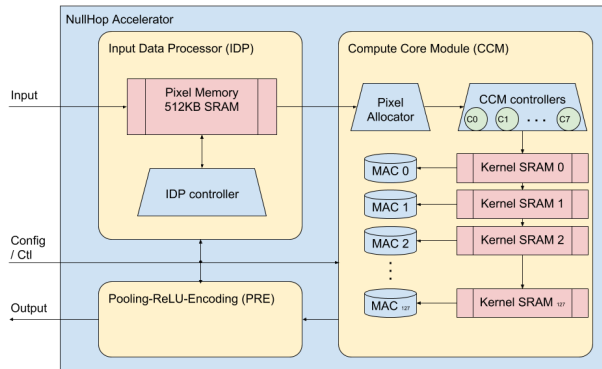 NullHop Accelerator
Input Data Processor (IDP)
Compute Core Module (CCM)
Input
Pixel Memory
512KB SRAM
Pixel
Allocator
CCM controllers
C0 C1 . . . C7
MAC 0
Kernel SRAM 0
IDP controller
MAC 1
Kernel SRAM 1
Config
/ Ctl
MAC 2
Kernel SRAM 2
Pooling-ReLU-Encoding (PRE)
Output
MAC 127
Kernel SRAM 127